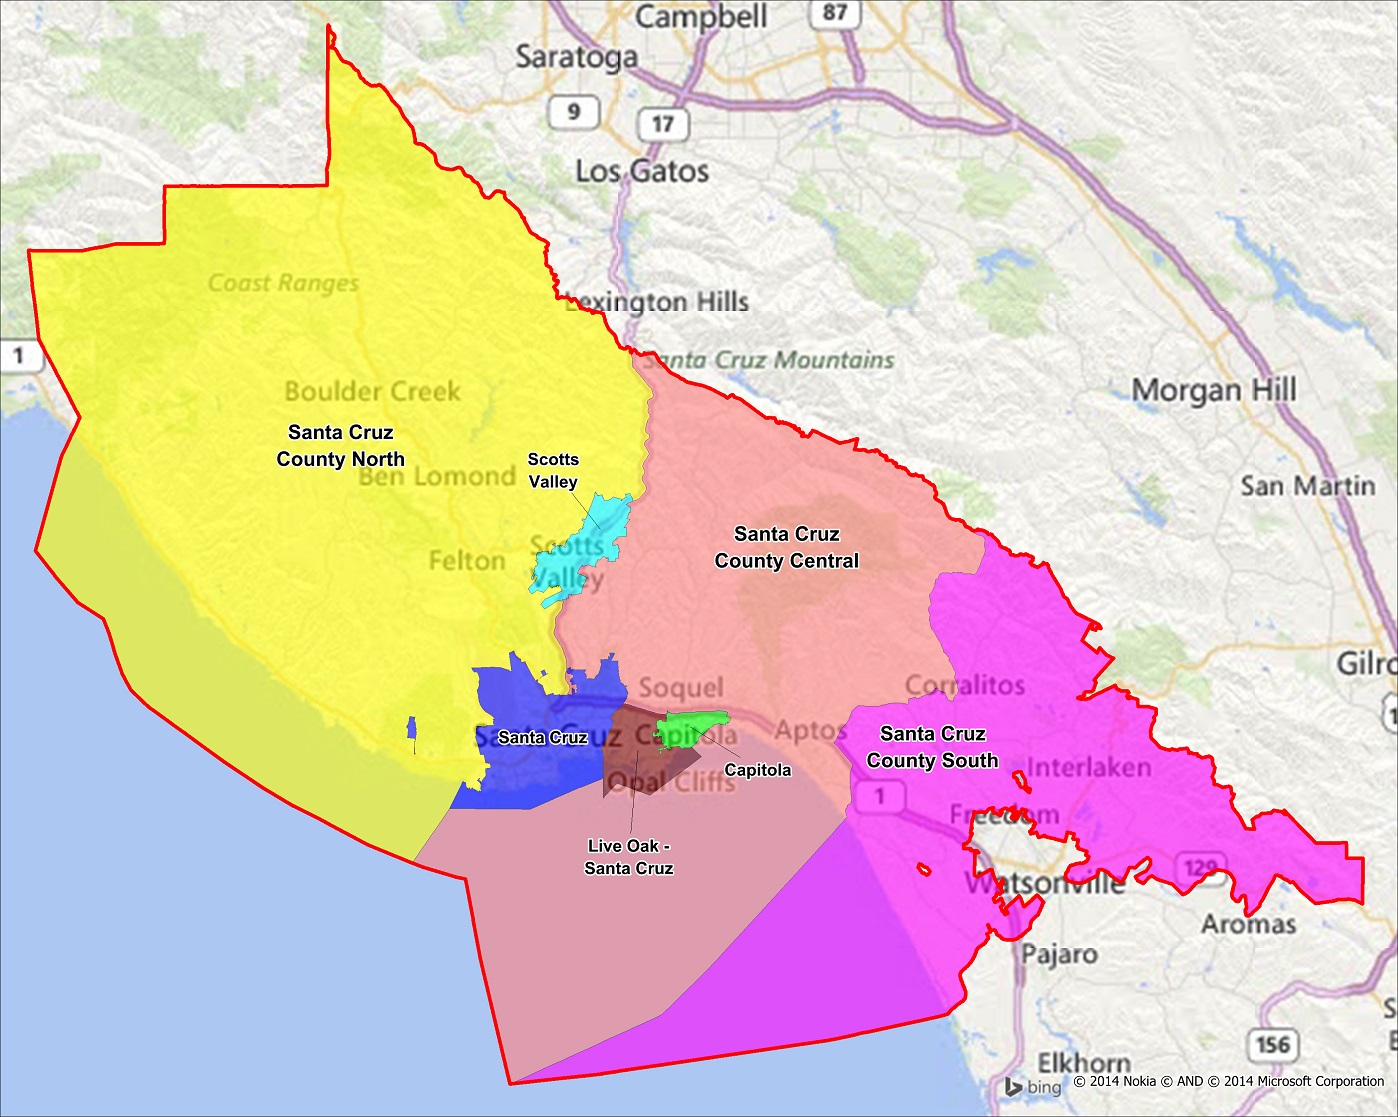 Campbell
87
Saratoga
9
17
Los Gatos
Coast Ranges
Lexington Hills
1
Santa Cruz Mountains
Boulder Creek
Morgan Hill
Santa Cruz
County North
Ben Lomond
Scotts
Valley
San Martin
Santa Cruz
County Central
Felton
Scotts
Valley
Gilro
Soquel
Corralitos
1
Santa Cruz
Santa Cruz
Capitola
Aptos
Santa Cruz
County South
Capitola
Interlaken
Opal Cliffs
1
Freedom
Live Oak -
Santa Cruz
129
Watsonville
Aromas
Pajaro
S
E
156
Elkhorn
bing
© 2014 Nokia © AND © 2014 Microsoft Corporation